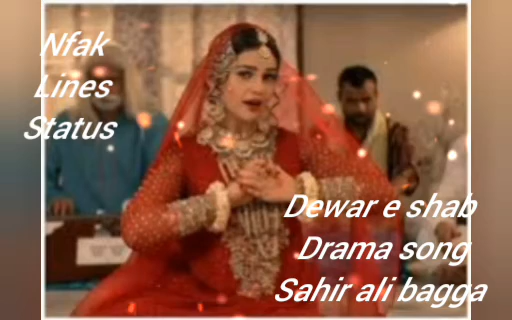 Nfak
Lines
Status
Dewar e shab
Drama song
Sahir ali bagga